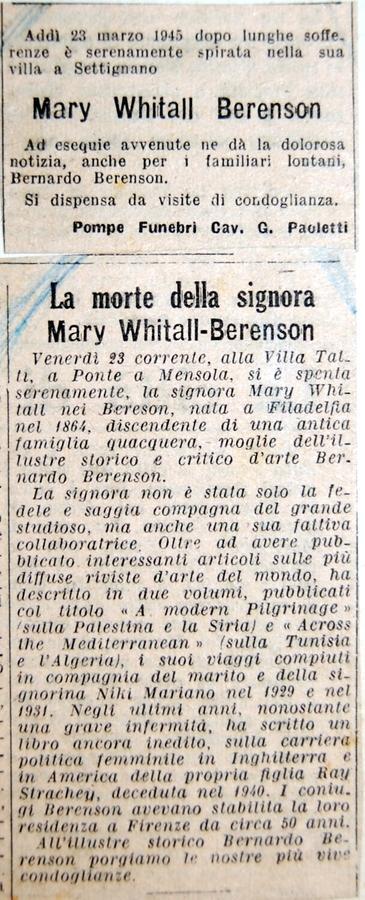 Addì 23 marzo 1945 dopo lunghe soffe-
renze è serenamente spirata nella sua
villa a Settignano
Mary Whitall Berenson
Ad esequie avvenute ne dà la dolorosa
notizia, anche per i familiari lontani,
Bernardo Berenson.
Si dispensa da visite di condoglianza.
Pompe Funebri Cav. G. Paoletti
La morte della signora
Mary Whitall-Berenson
Venerdì 23 corrente, alla Villa Tat-
ti, a Ponte a Mensola, si è spenta
serenamente, la signora Mary Whi-
tall nei Bereson, nata a Filadelfia
nel 1864, discendente di una antica
famiglia quacquera, moglie dell'il-
lustre storico e critico d'arte Ber-
nardo Berenson.
La signora non è stata solo la fe-
dele e saggia compagna del grande
studioso, ma anche una sua fattiva
collaboratrice. Oltre ad avere pub-
blicato interessanti articoli sulle più
diffuse riviste d'arte del mondo, ha
descritto in due volumi, pubblicati
col titolo « A modern Pilgrinage »
(sulla Palestina e la Siria) e « Across
the Mediterranean » (sulla Tunisia
e l'Algeria), i suoi viaggi compiuti
in compagnia del marito e della si-
gnorina Niki Mariano nel 1929 e nel
1931. Negli ultimi anni, nonostante
una grave infermità, ha scritto un
libro ancora inedito, sulla carriera
politica femminile in Inghilterra e
in America della propria figlia Ray
Strachey, deceduta nel 1940. I coniu-
gi Berenson avevano stabilita la loro
residenza a Firenze da circa 50 anni.
All'illustre storico Bernardo Be-
renson porgiamo le nostre più vive
condoglianze.